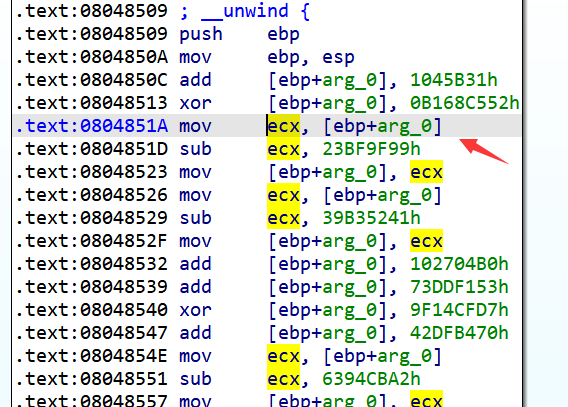 .text:08048509 ; __unwind {
.text:08048509 push ebp
.text:0804850A mov ebp, esp
.text:0804850C add [ebp+arg_0], 1045B31h
.text:08048513 xor [ebp+arg_0], 0B168C552h
.text:0804851A mov ecx, [ebp+arg_0]
.text:0804851D sub ecx, 23BF9F99h
.text:08048523 mov [ebp+arg_0], ecx
.text:08048526 mov ecx, [ebp+arg_0]
.text:08048529 sub ecx, 39B35241h
.text:0804852F mov [ebp+arg_0], ecx
.text:08048532 add [ebp+arg_0], 102704B0h
.text:08048539 add [ebp+arg_0], 73DDF153h
.text:08048540 xor [ebp+arg_0], 9F14CFD7h
.text:08048547 add [ebp+arg_0], 42DFB470h
.text:0804854E mov ecx, [ebp+arg_0]
.text:08048551 sub ecx, 6394CBA2h
.text:08048557 mov [ebp+arg_0], ecx